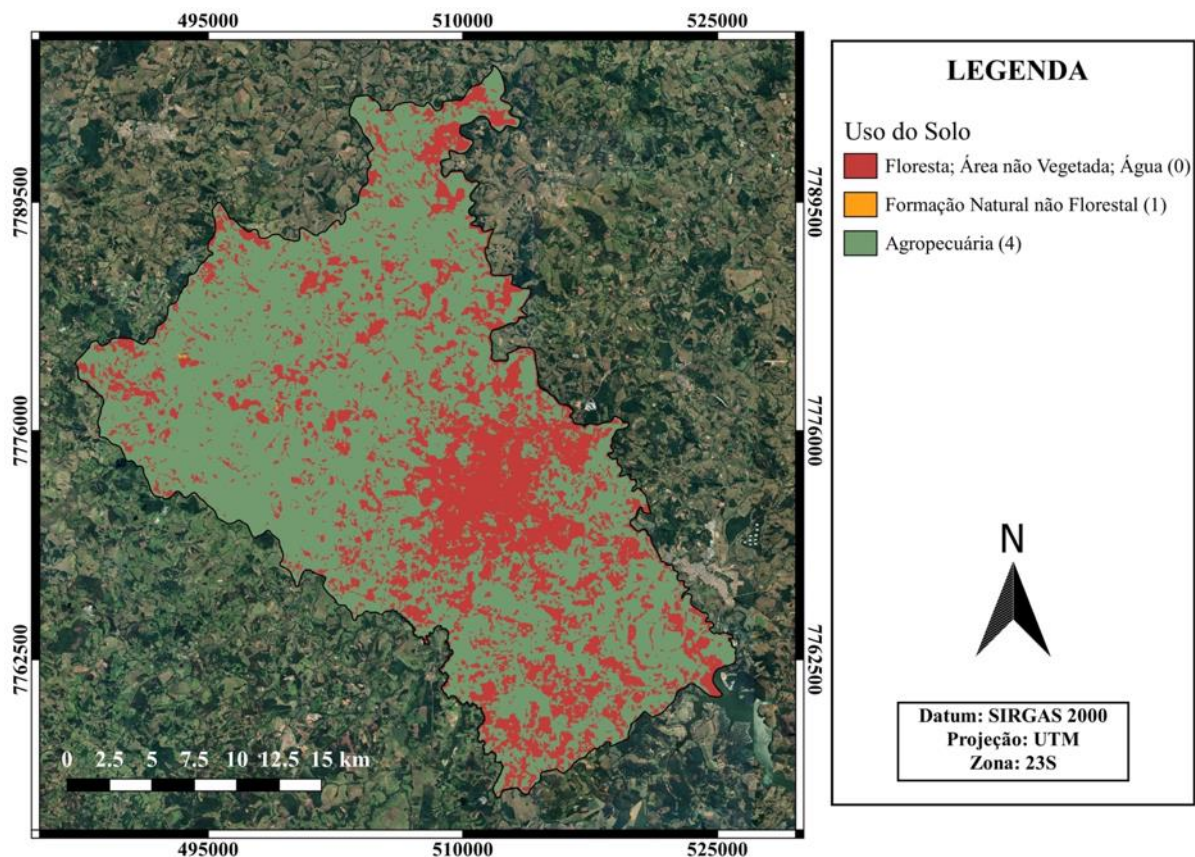 495000 510000 525000
7789500 7789500
7776000 7776000
7762500 7762500
0 2.5 5 7.5 10 12.5 15 km
495000 510000 525000
LEGENDA
Uso do Solo
Floresta; Área não Vegetada; Água (0)
Formação Natural não Florestal (1)
Agropecuária (4)
N
Datum: SIRGAS 2000
Projeção: UTM
Zona: 23S